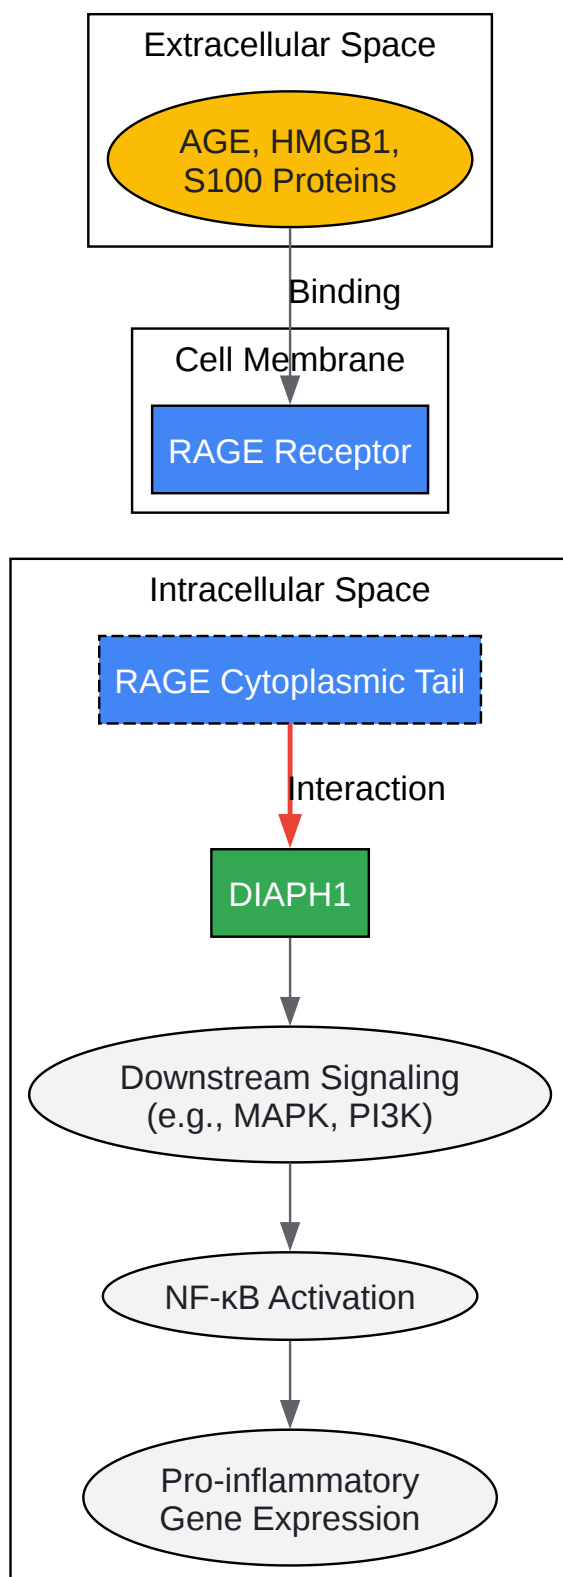 Extracellular Space
AGE, HMGB1,
S100 Proteins
Binding
Cell Membrane
RAGE Receptor
Intracellular Space
RAGE Cytoplasmic Tail
Interaction
DIAPH1
Downstream Signaling
(e.g., MAPK, PI3K)
NF-κB Activation
Pro-inflammatory
Gene Expression